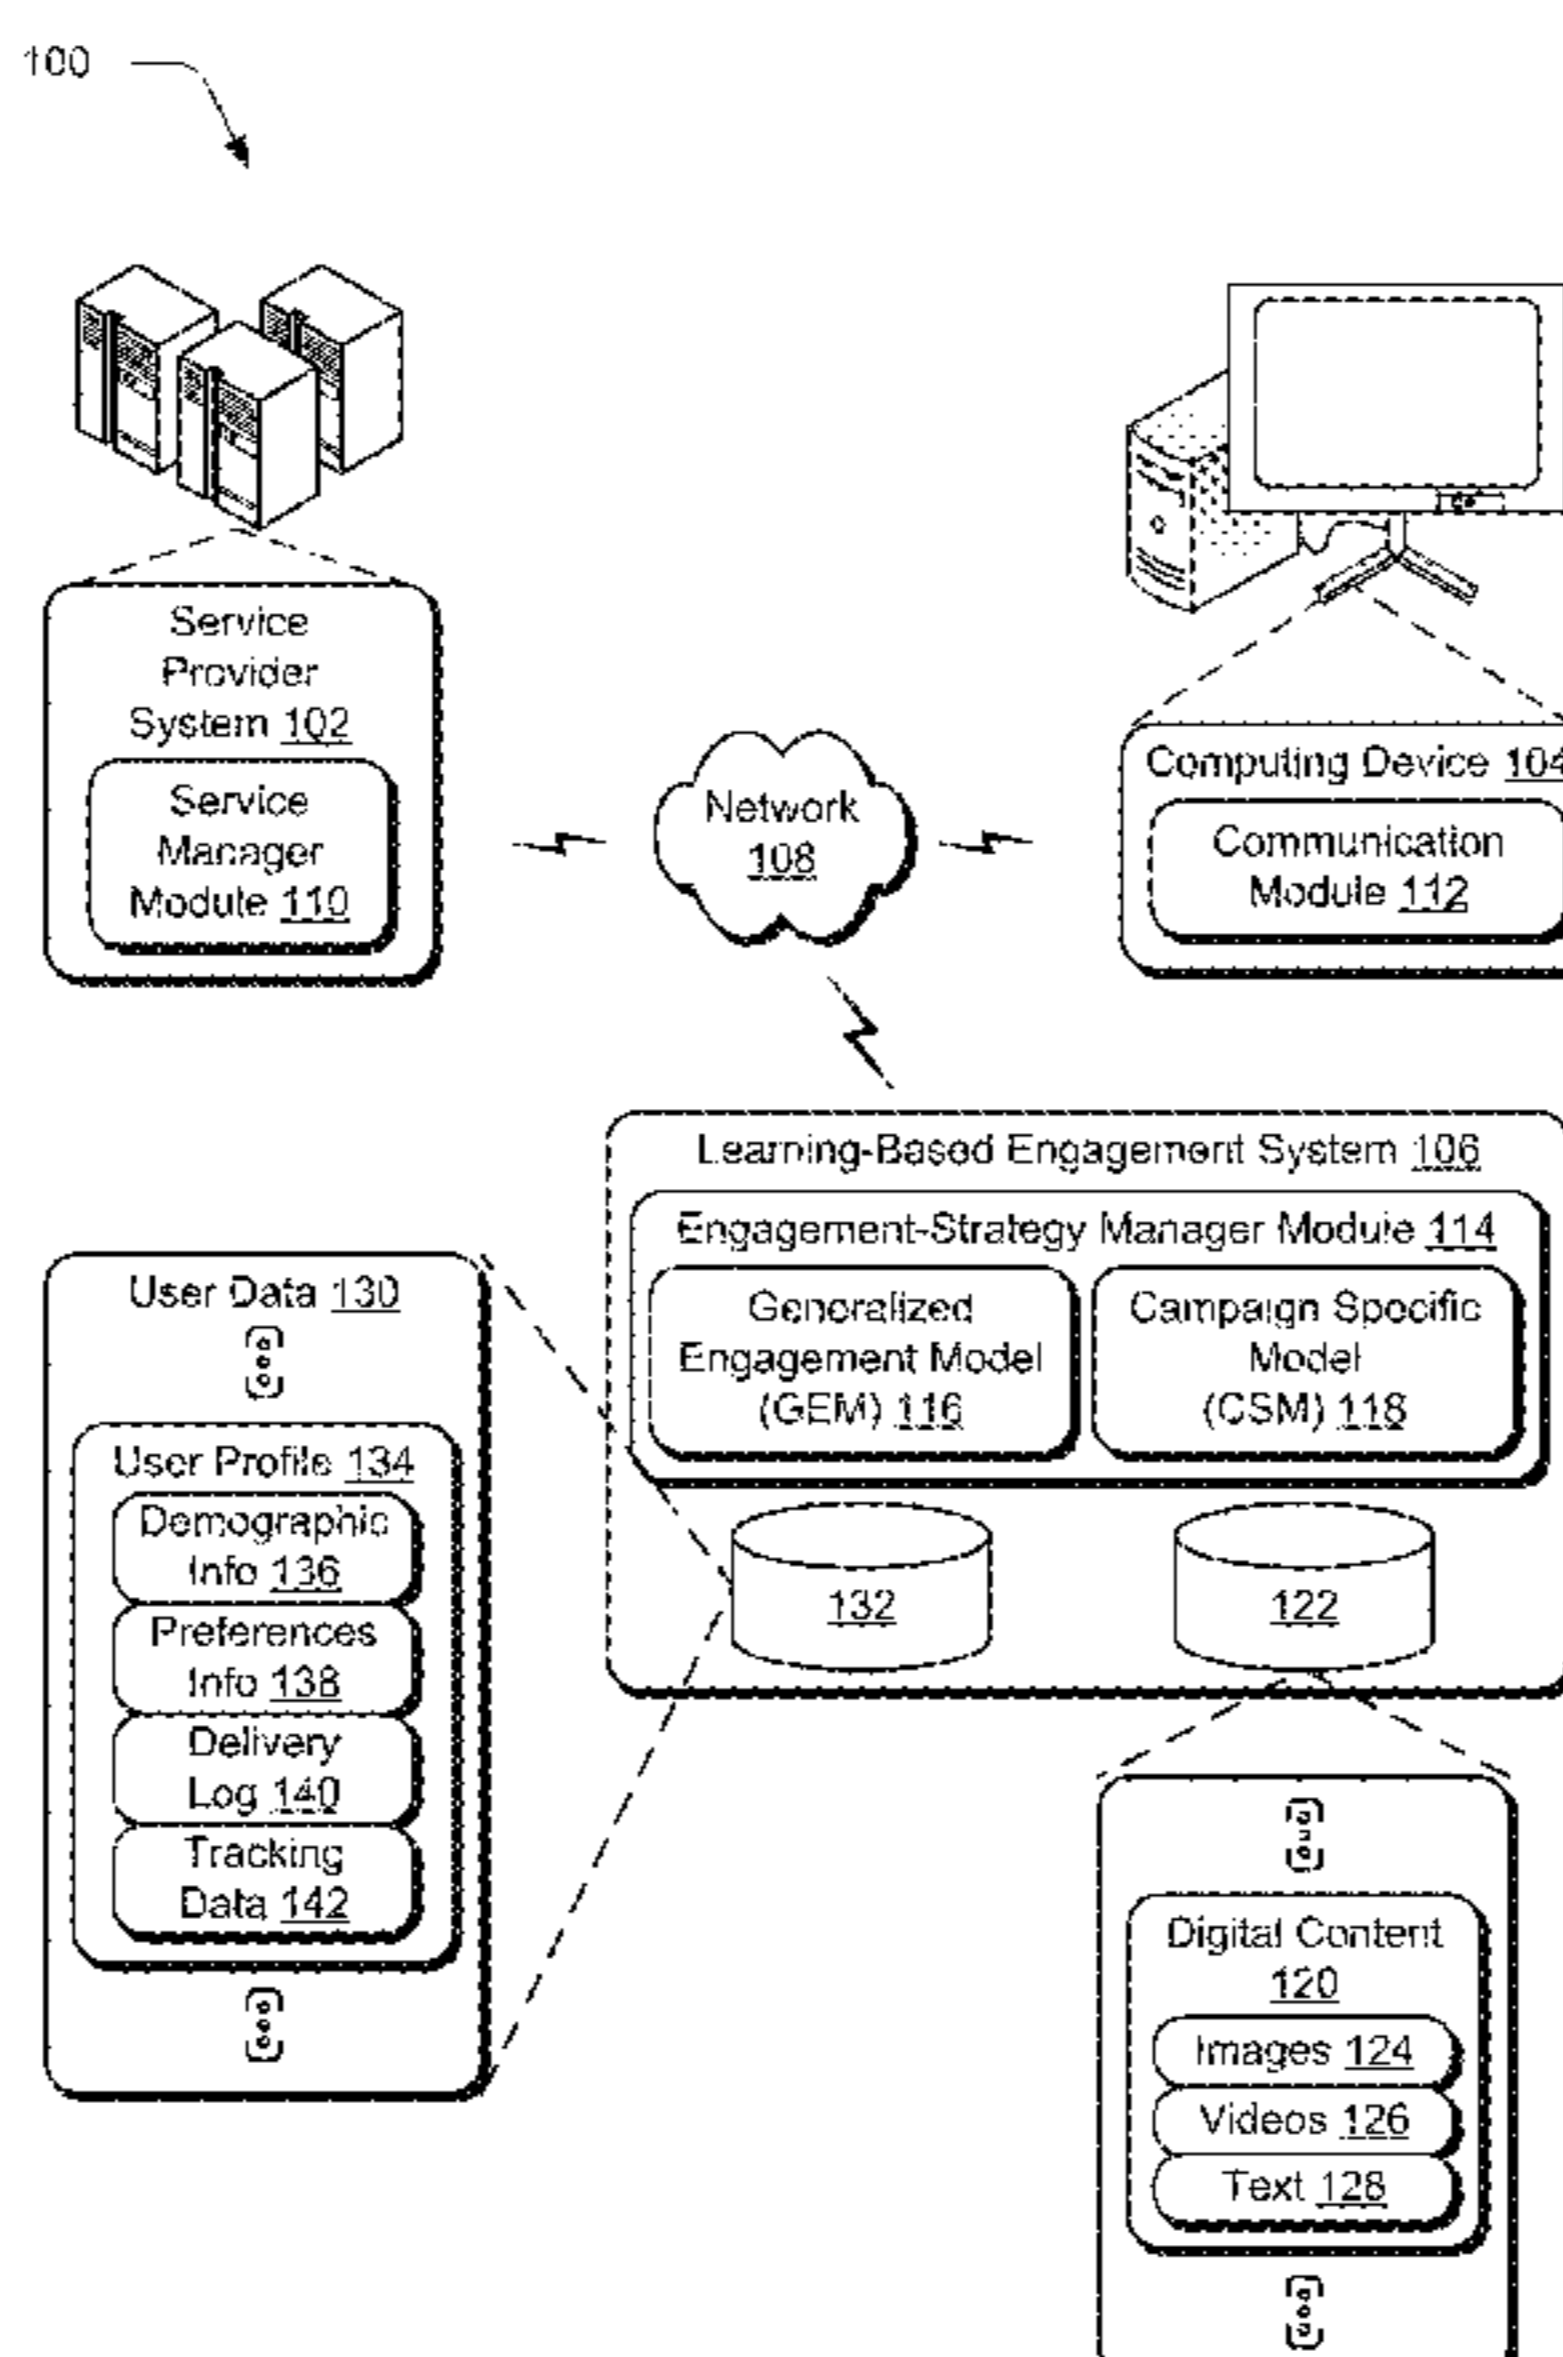 100
Service
Provider
System 102
Service
Manager
Module 110
Network
108
Computing Device 104
Communication
Module 112
Learning-Based Engagement System 106
Engagement-Strategy Manager Module 114
Generalized
Engagement Model
(GEM) 116
Campaign Specific
Model
(CSM) 118
132
122
User Data 130
User Profile 134
Demographic
Info 136
Preferences
Info 138
Delivery
Log 140
Tracking
Data 142
Digital Content
120
Images 124
Videos 126
Text 128